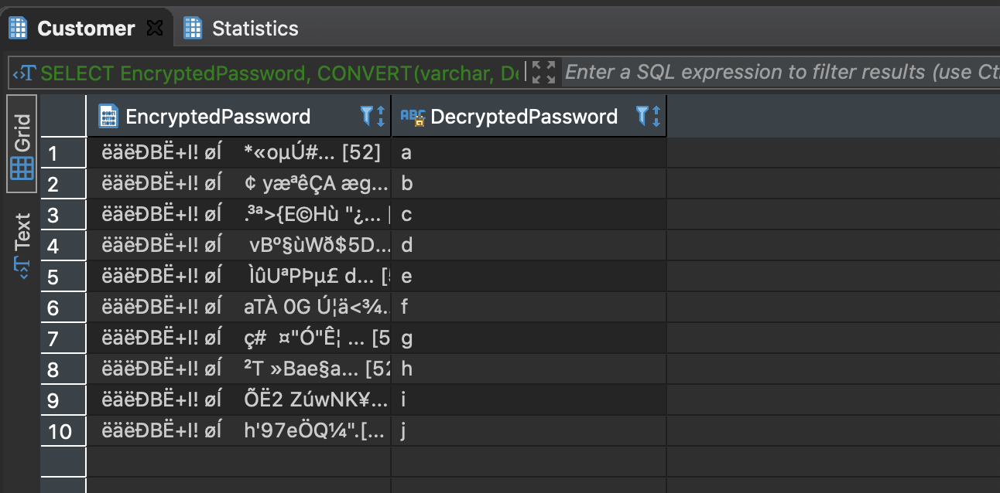 Customer Statistics
SELECT EncryptedPassword, CONVERT(varchar, De Enter a SQL expression to filter results (use Ct
Grid
Text
EncryptedPassword ABC DecryptedPassword
1 ëäëÐBË+I! øÍ *«oµÚ#... [52] a
2 ëäëÐBË+I! øÍ ¢ yæªêÇA æg... b
3 ëäëÐBË+I! øÍ .³ª>{E©Hù "¿... [ c
4 ëäëÐBË+I! øÍ vBº§ùWð$5D... d
5 ëäëÐBË+I! øÍ ÌûUªPÞµ£ d... [5 e
6 ëäëÐBË+I! øÍ aTÀ 0G Ú¦ä<¾... f
7 ëäëÐBË+I! øÍ ç# ¤"Ó"Ê¦ ... [5 g
8 ëäëÐBË+I! øÍ ²T »Bae§a... [52 h
9 ëäëÐBË+I! øÍ ÕË2 ZúwNK¥... i
10 ëäëÐBË+I! øÍ h'97eÖQ¼".[... j